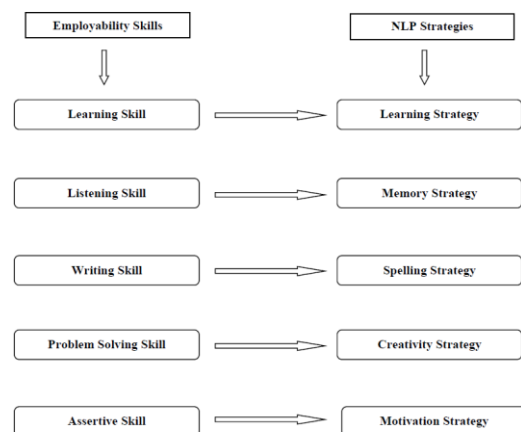 Employability Skills
NLP Strategies
Learning Skill
Learning Strategy
Listening Skill
Memory Strategy
Writing Skill
Spelling Strategy
Problem Solving Skill
Creativity Strategy
Assertive Skill
Motivation Strategy